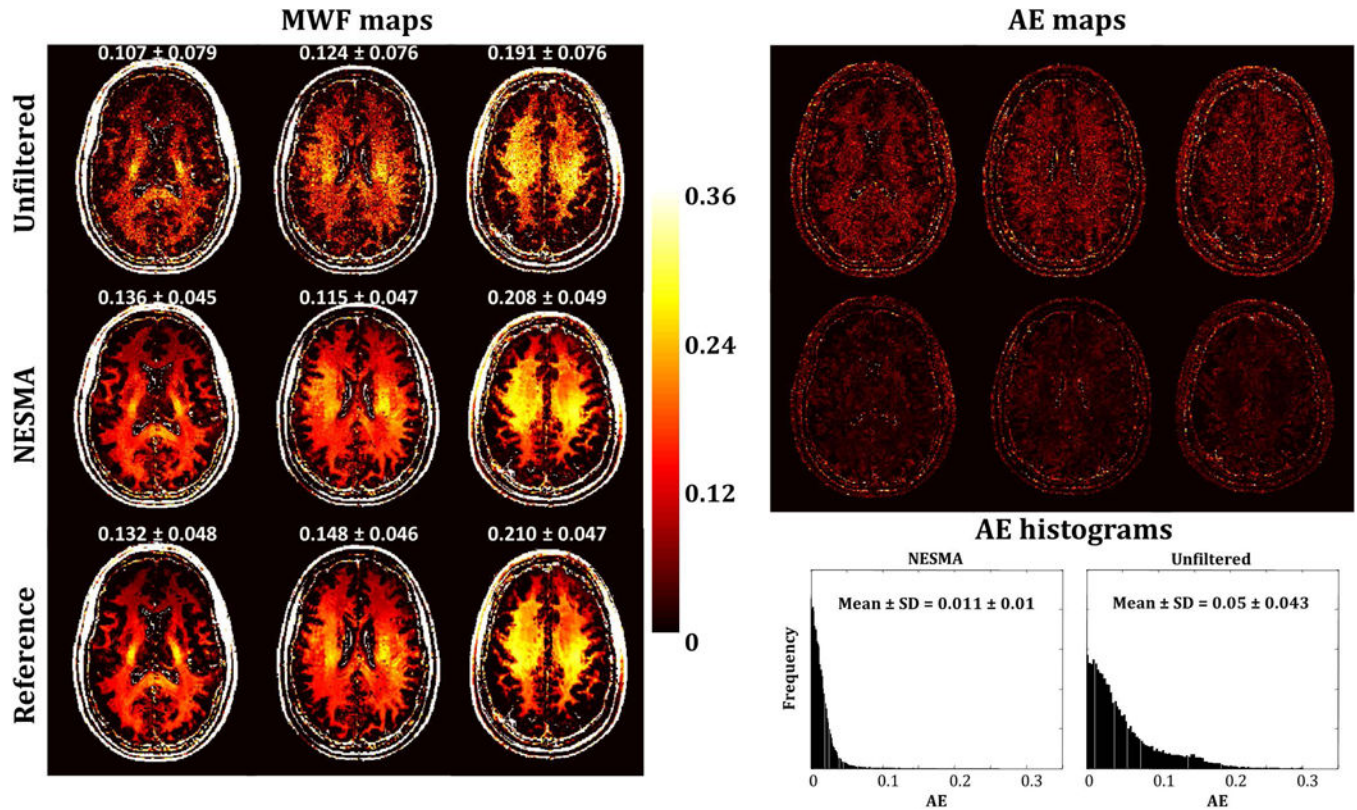 MWF maps
AE maps
0.107 ± 0.079
0.124 ± 0.076
0.191 ± 0.076
Unfiltered
0.136 ± 0.045
0.115 ± 0.047
0.208 ± 0.049
NESMA
0.132 ± 0.048
0.148 ± 0.046
0.210 ± 0.047
Reference
0.36
0.24
0.12
0
AE histograms
NESMA
Unfiltered
Mean ± SD = 0.011 ± 0.01
Mean ± SD = 0.05 ± 0.043
Frequency
0
0.1
0.2
0.3
0
0.1
0.2
0.3
AE
AE